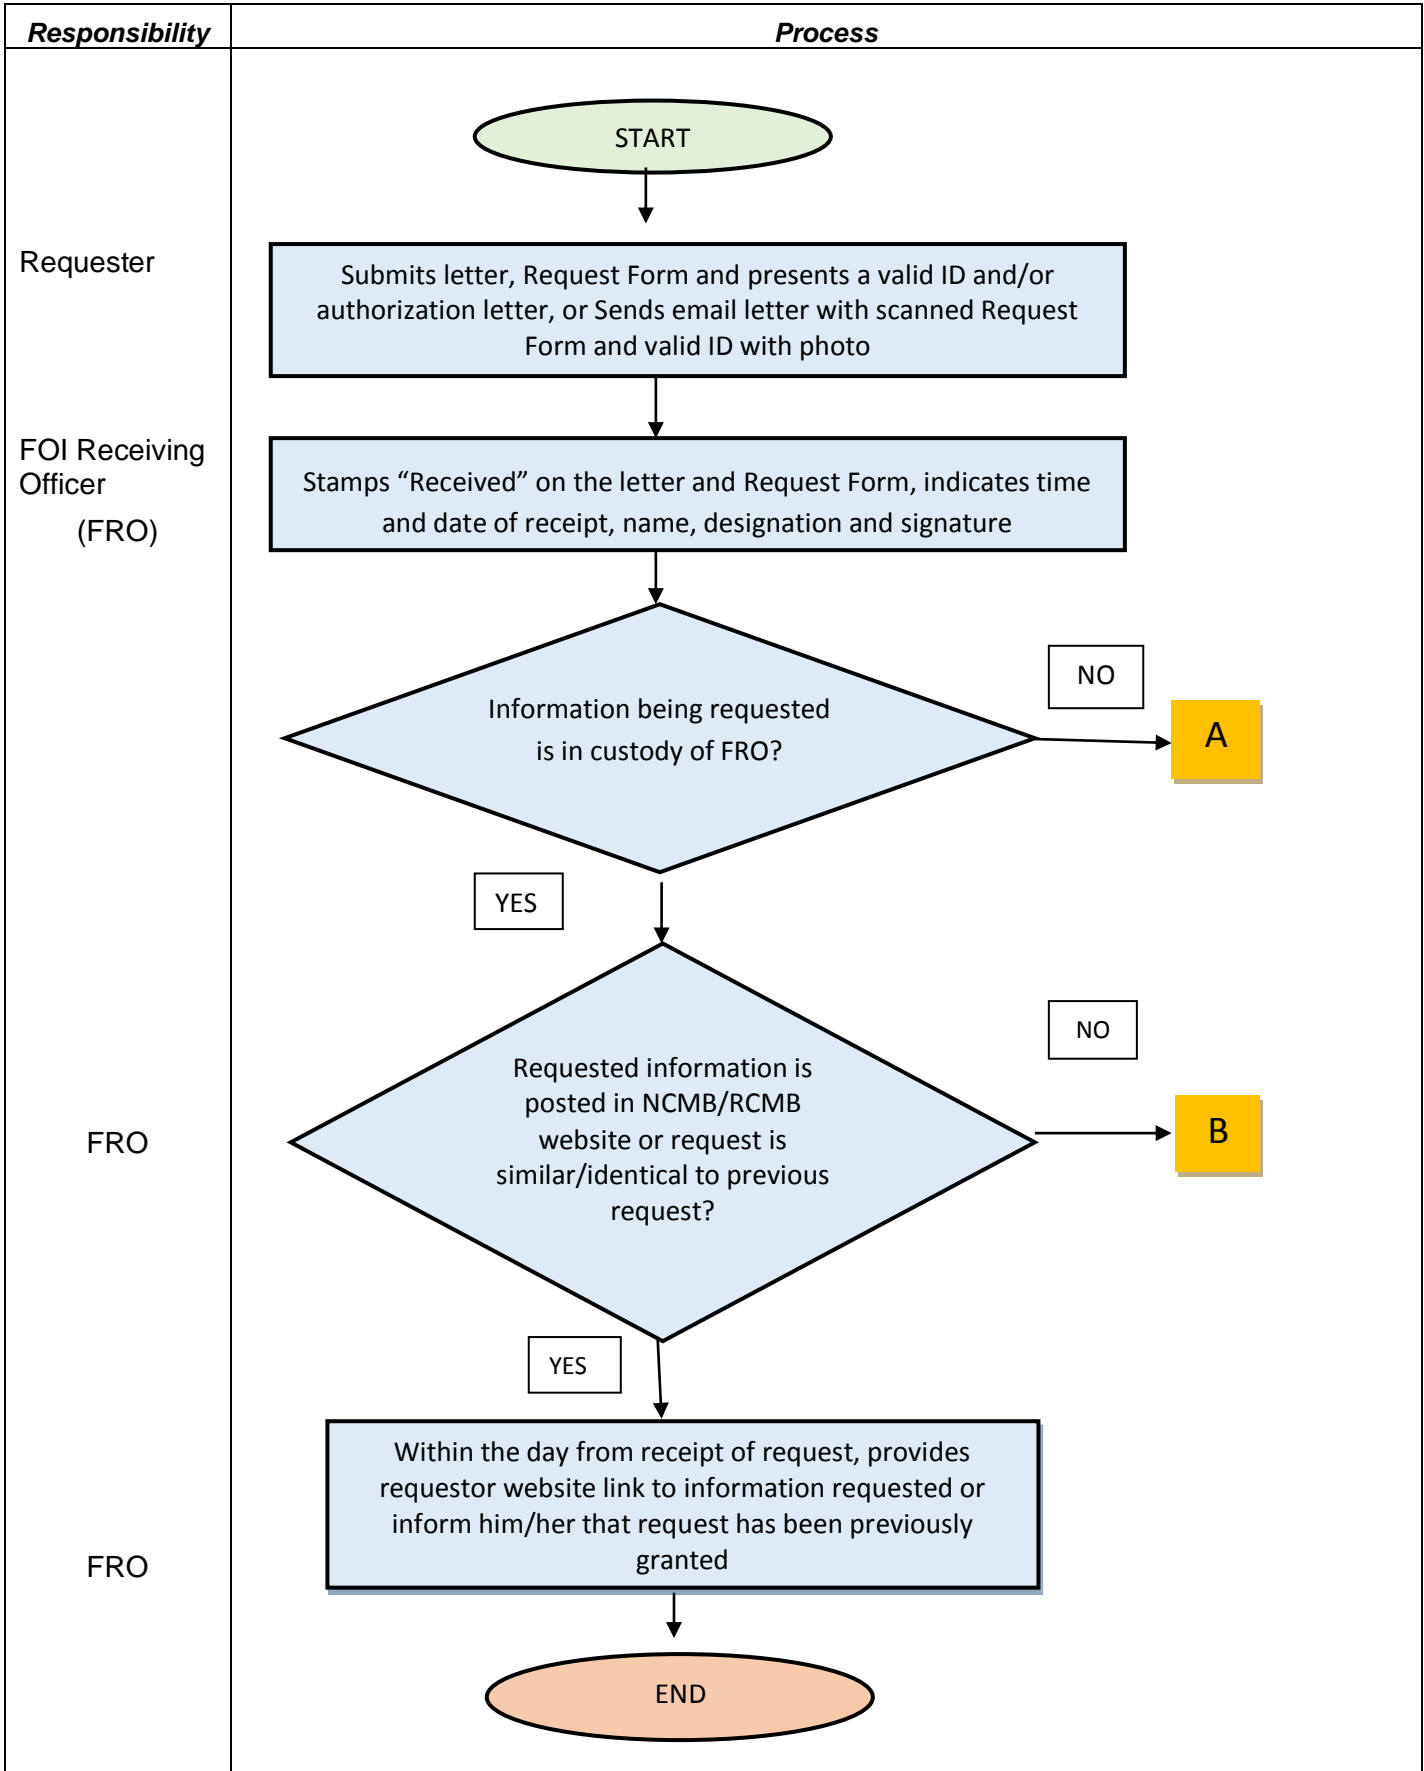 Responsibility
Process
START
Requester
Submits letter, Request Form and presents a valid ID and/or
authorization letter, or Sends email letter with scanned Request
Form and valid ID with photo
FOI Receiving
Officer
(FRO)
Stamps “Received” on the letter and Request Form, indicates time
and date of receipt, name, designation and signature
Information being requested
is in custody of FRO?
NO
A
YES
FRO
Requested information is
posted in NCMB/RCMB
website or request is
similar/identical to previous
request?
NO
B
YES
FRO
Within the day from receipt of request, provides
requestor website link to information requested or
inform him/her that request has been previously
granted
END